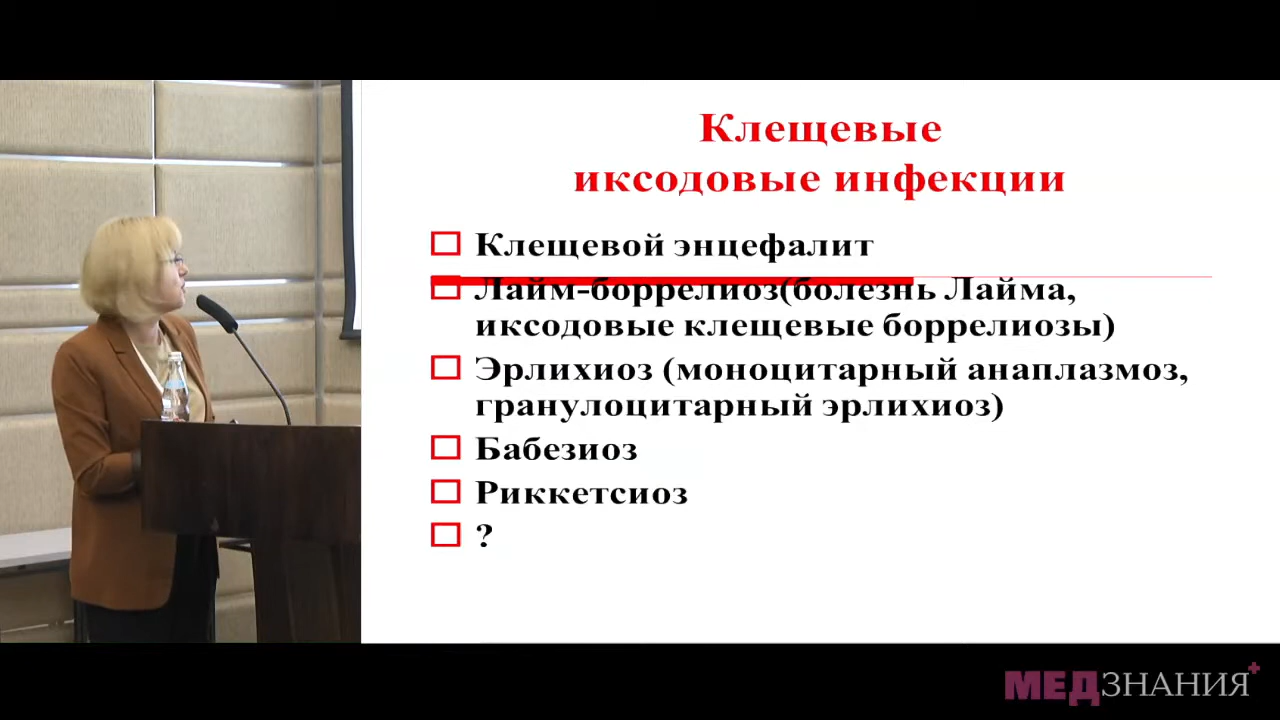 Клещевые
иксодовые инфекции
Клещевой энцефалит
Лайм-боррелиоз(болезнь Лайма,
иксодовые клещевые боррелиозы)
Эрлихиоз (моноцитарный анаплазмоз,
гранулоцитарный эрлихиоз)
Бабезиоз
Риккетсиоз
?
МЕДЗНАНИЯ+